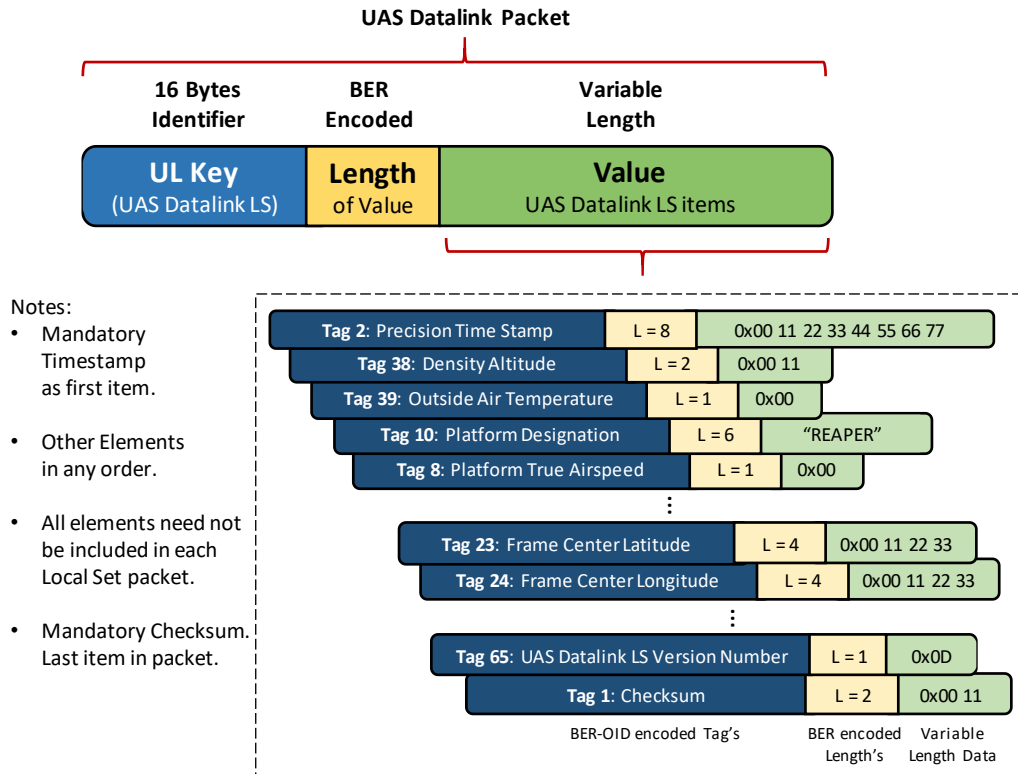 UAS Datalink Packet
16 Bytes
Identifier
BER
Encoded
Variable
Length
UL Key
(UAS Datalink LS)
Length
of Value
Value
UAS Datalink LS items
Notes:
• Mandatory
Timestamp
as first item.
• Other Elements
in any order.
• All elements need not
be included in each
Local Set packet.
• Mandatory Checksum.
Last item in packet.
Tag 2: Precision Time Stamp L = 8 0x00 11 22 33 44 55 66 77
Tag 38: Density Altitude L = 2 0x00 11
Tag 39: Outside Air Temperature L = 1 0x00
Tag 10: Platform Designation L = 6 “REAPER”
Tag 8: Platform True Airspeed L = 1 0x00
⋮
Tag 23: Frame Center Latitude L = 4 0x00 11 22 33
Tag 24: Frame Center Longitude L = 4 0x00 11 22 33
⋮
Tag 65: UAS Datalink LS Version Number L = 1 0x0D
Tag 1: Checksum L = 2 0x00 11
BER-OID encoded Tag's
BER encoded
Length's
Variable
Length Data